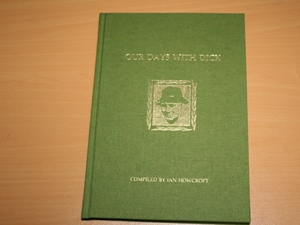 OUR DAYS WITH DICK
COMPILED BY IAN HOWCROFT